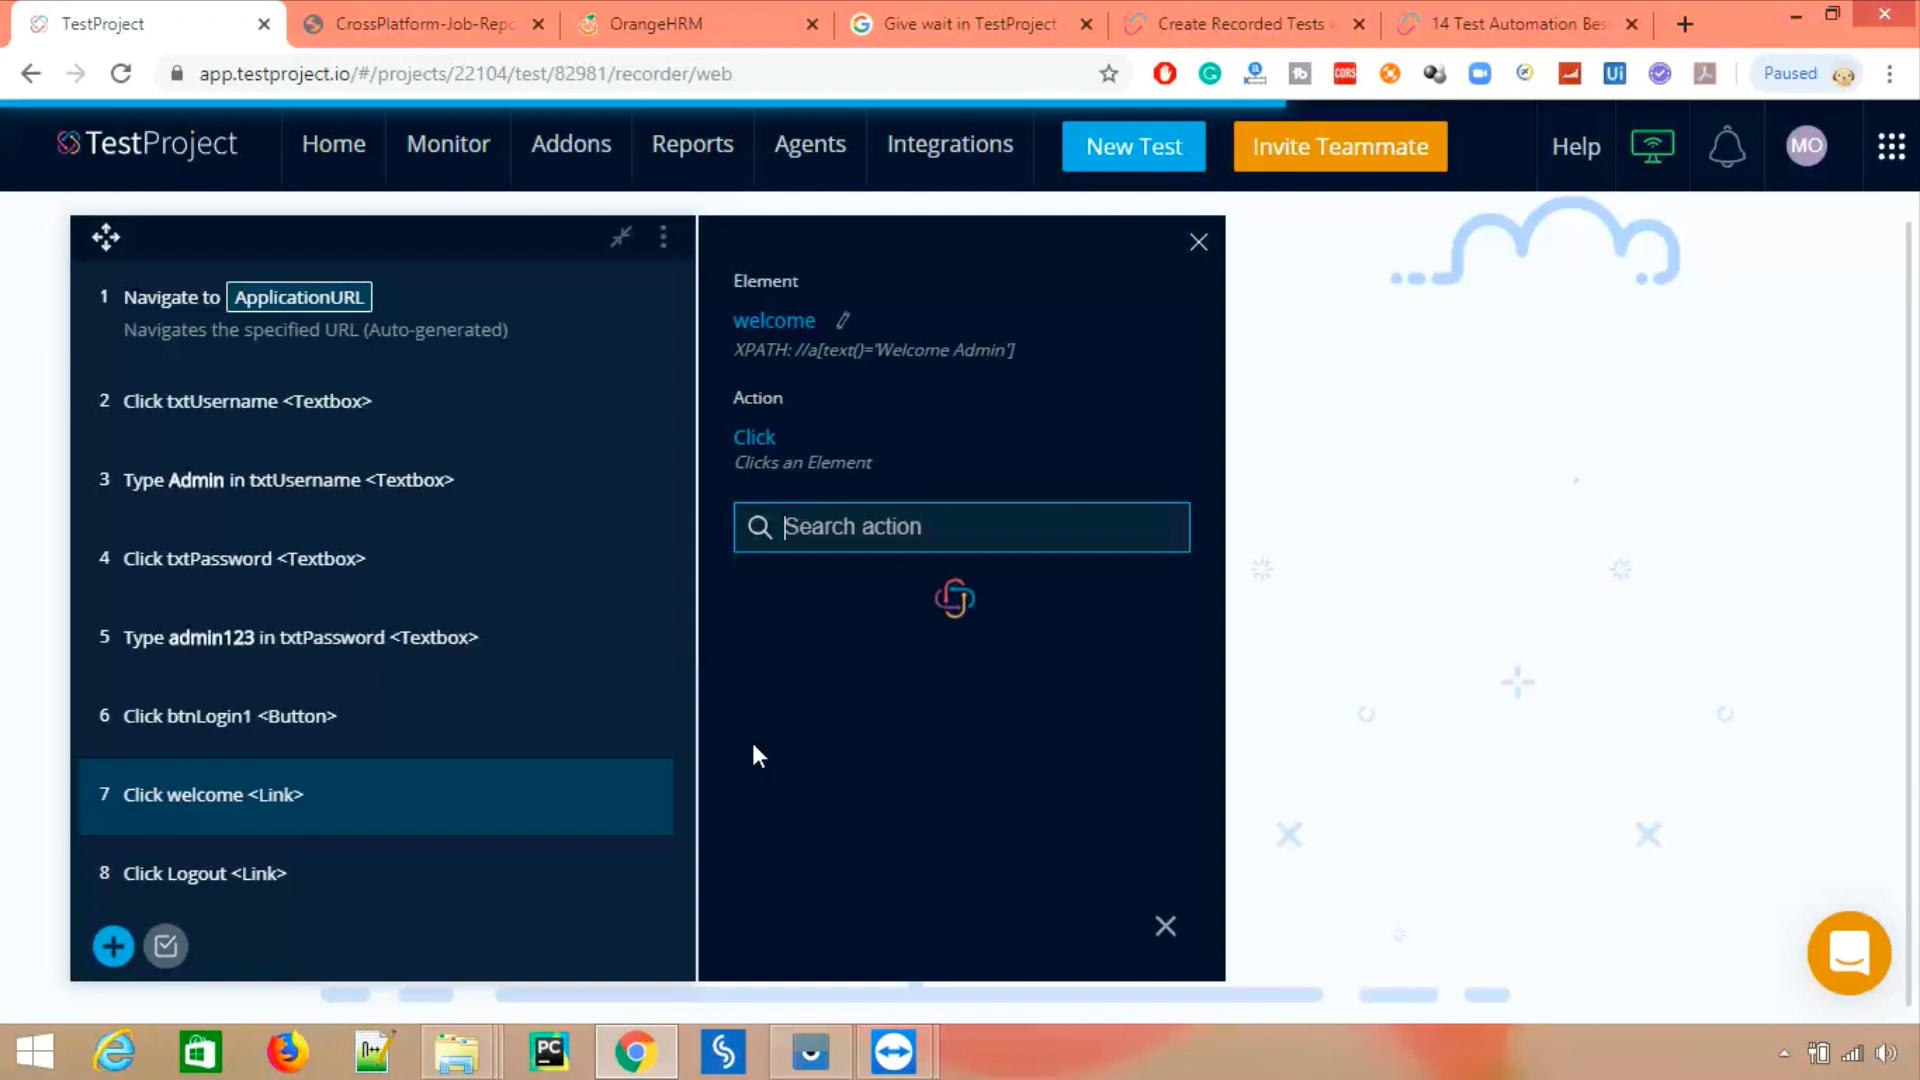 TestProject
CrossPlatform-Job-Repo
OrangeHRM
Give wait in TestProject
Create Recorded Tests
14 Test Automation Bes
app.testproject.io/#/projects/22104/test/82981/recorder/web
CORS
Ui
Paused
TestProject
Home
Monitor
Addons
Reports
Agents
Integrations
New Test
Invite Teammate
Help
MO
1 Navigate to ApplicationURL
Navigates the specified URL (Auto-generated)
2 Click txtUsername <Textbox>
3 Type Admin in txtUsername <Textbox>
4 Click txtPassword <Textbox>
5 Type admin123 in txtPassword <Textbox>
6 Click btnLogin1 <Button>
7 Click welcome <Link>
8 Click Logout <Link>
Element
welcome
XPATH: //a[text()='Welcome Admin']
Action
Click
Clicks an Element
Search action
PC